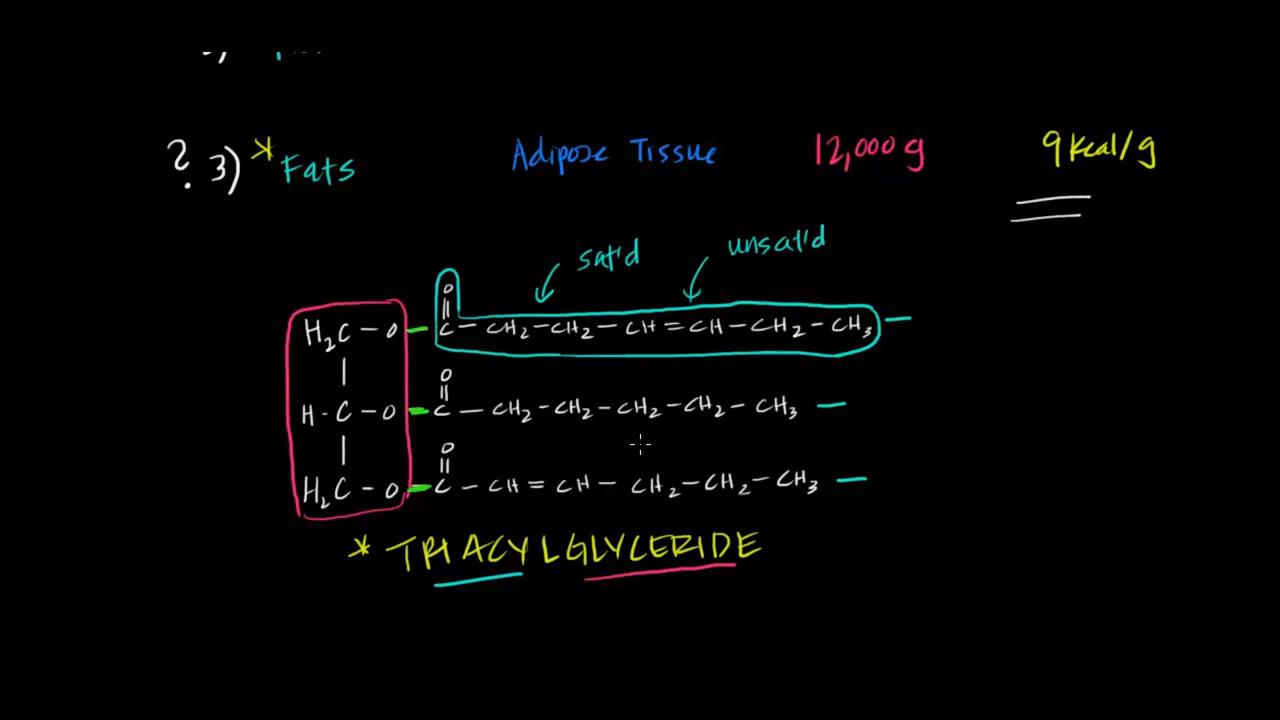 ? 3) * Fats Adipose Tissue 12,000 g 9 Kcal/g
sat'd unsat'd
O
H₂C - O - C - CH₂ - CH₂ - CH = CH - CH₂ - CH₃ -
O
H - C - O - C - CH₂ - CH₂ - CH₂ - CH₂ - CH₃ -
O
H₂C - O - C - CH = CH - CH₂ - CH₂ - CH₃ -
* TRIACYLGLYCERIDE